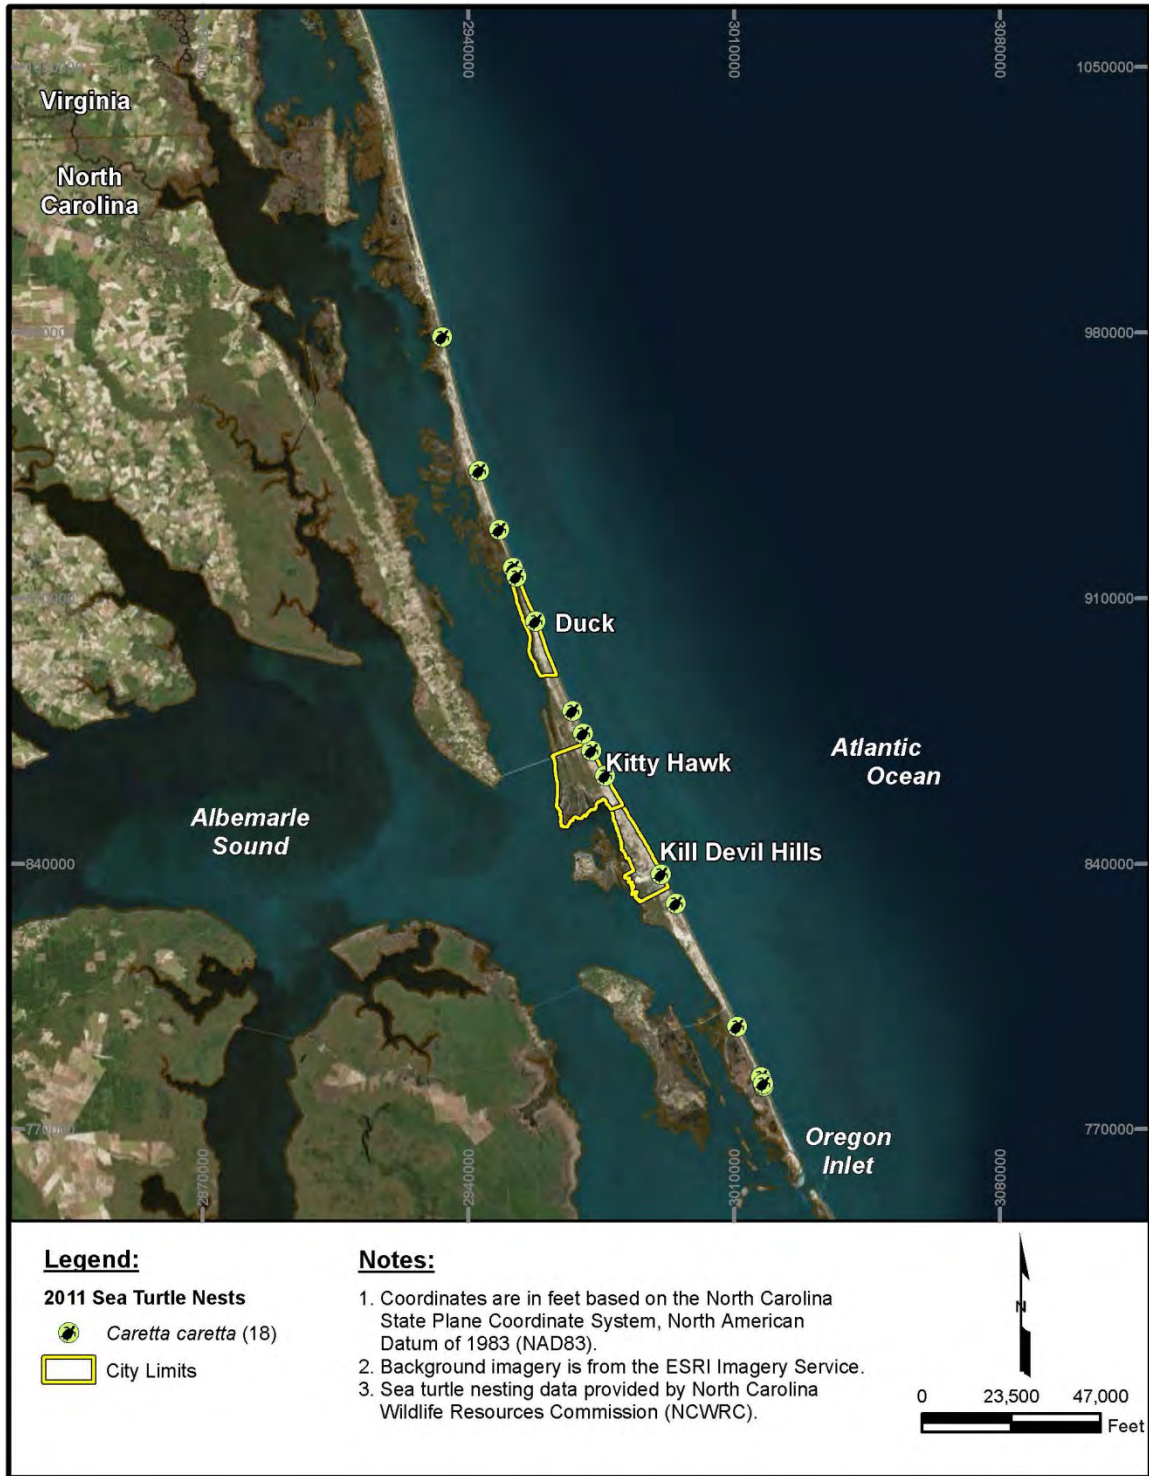 2940000
3010000
3080000
1050000
Virginia
North
Carolina
980000
910000
Duck
Kitty Hawk
Atlantic
Ocean
Albemarle
Sound
Kill Devil Hills
840000
840000
770000
770000
Oregon
Inlet
2870000
2940000
3010000
3080000
Legend:
2011 Sea Turtle Nests
Caretta caretta (18)
City Limits
Notes:
1. Coordinates are in feet based on the North Carolina
State Plane Coordinate System, North American
Datum of 1983 (NAD83).
2. Background imagery is from the ESRI Imagery Service.
3. Sea turtle nesting data provided by North Carolina
Wildlife Resources Commission (NCWRC).
N
0 23,500 47,000
Feet